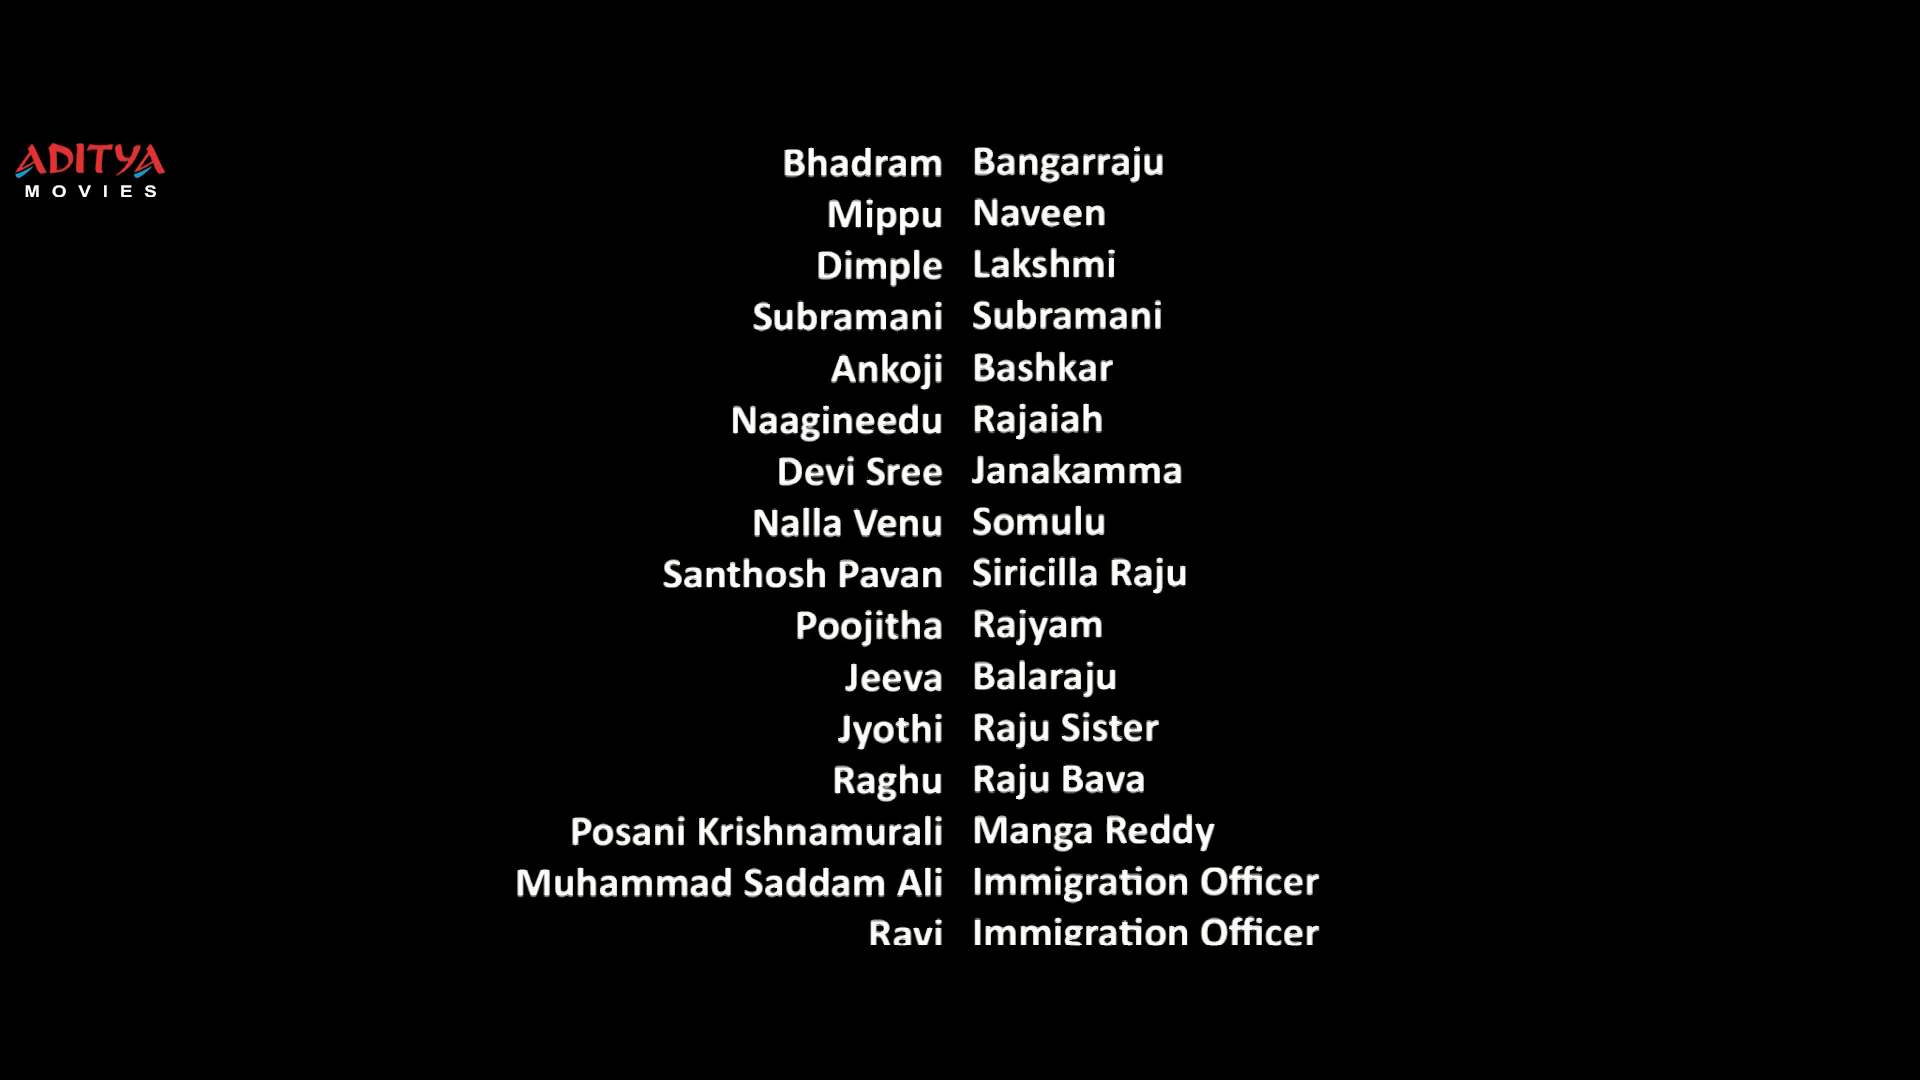 ADITYA
MOVIES
Bhadram Bangarraju
Mippu Naveen
Dimple Lakshmi
Subramani Subramani
Ankoji Bashkar
Naagineedu Rajaiah
Devi Sree Janakamma
Nalla Venu Somulu
Santhosh Pavan Siricilla Raju
Poojitha Rajyam
Jeeva Balaraju
Jyothi Raju Sister
Raghu Raju Bava
Posani Krishnamurali Manga Reddy
Muhammad Saddam Ali Immigration Officer
Ravi Immigration Officer